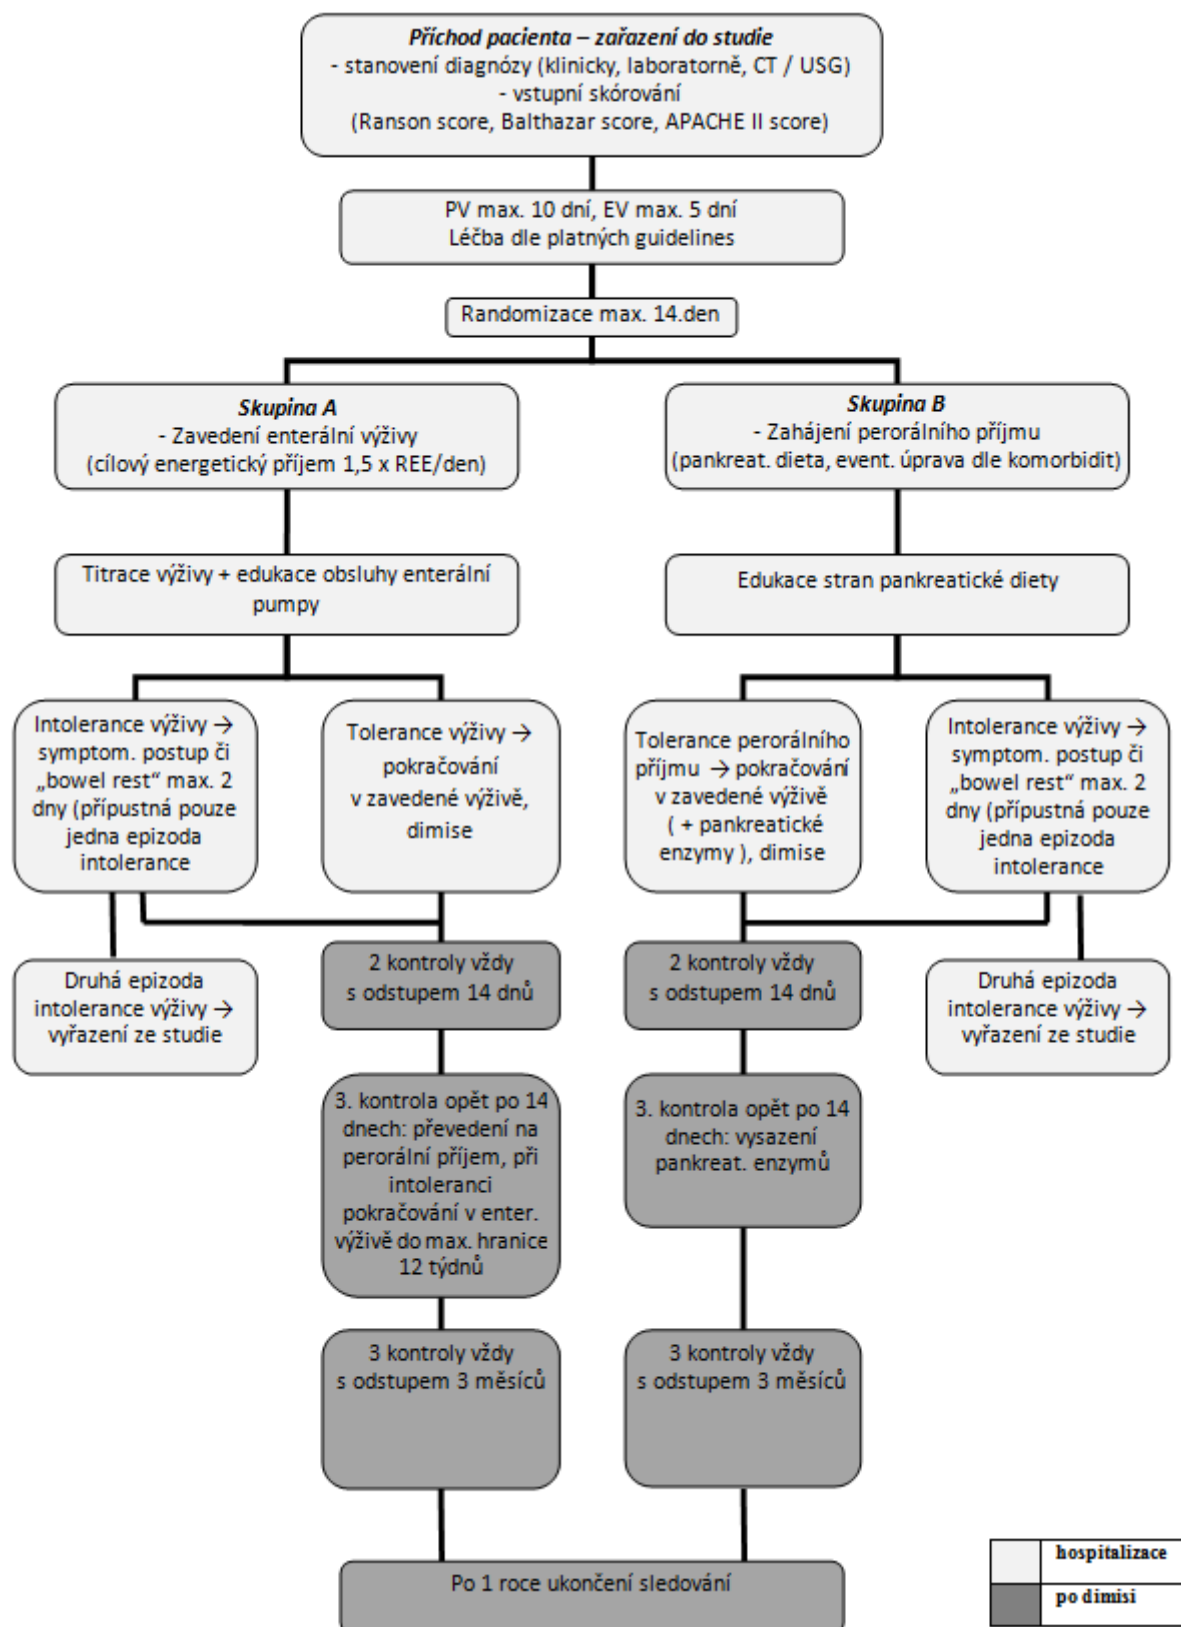 Příchod pacienta – zařazení do studie
- stanovení diagnózy (klinicky, laboratorně, CT / USG)
- vstupní skórování
(Ranson score, Balthazar score, APACHE II score)
PV max. 10 dní, EV max. 5 dní
Léčba dle platných guidelines
Randomizace max. 14.den
Skupina A
- Zavedení enterální výživy
(cílový energetický příjem 1,5 x REE/den)
Skupina B
- Zahájení perorálního příjmu
(pankreat. dieta, event. úprava dle komorbidit)
Titrace výživy + edukace obsluhy enterální
pumpy
Edukace stran pankreatické diety
Intolerance výživy →
symptom. postup či
„bowel rest“ max. 2
dny (přípustná pouze
jedna epizoda
intolerance
Tolerance výživy →
pokračování
v zavedené výživě,
dimise
Tolerance perorálního
příjmu → pokračování
v zavedené výživě
( + pankreatické
enzymy ), dimise
Intolerance výživy →
symptom. postup či
„bowel rest“ max. 2
dny (přípustná pouze
jedna epizoda
intolerance
Druhá epizoda
intolerance výživy →
vyřazení ze studie
2 kontroly vždy
s odstupem 14 dnů
2 kontroly vždy
s odstupem 14 dnů
Druhá epizoda
intolerance výživy →
vyřazení ze studie
3. kontrola opět po 14
dnech: převedení na
perorální příjem, při
intoleranci
pokračování v enter.
výživě do max. hranice
12 týdnů
3. kontrola opět po 14
dnech: vysazení
pankreat. enzymů
3 kontroly vždy
s odstupem 3 měsíců
3 kontroly vždy
s odstupem 3 měsíců
Po 1 roce ukončení sledování
hospitalizace
po dimisi